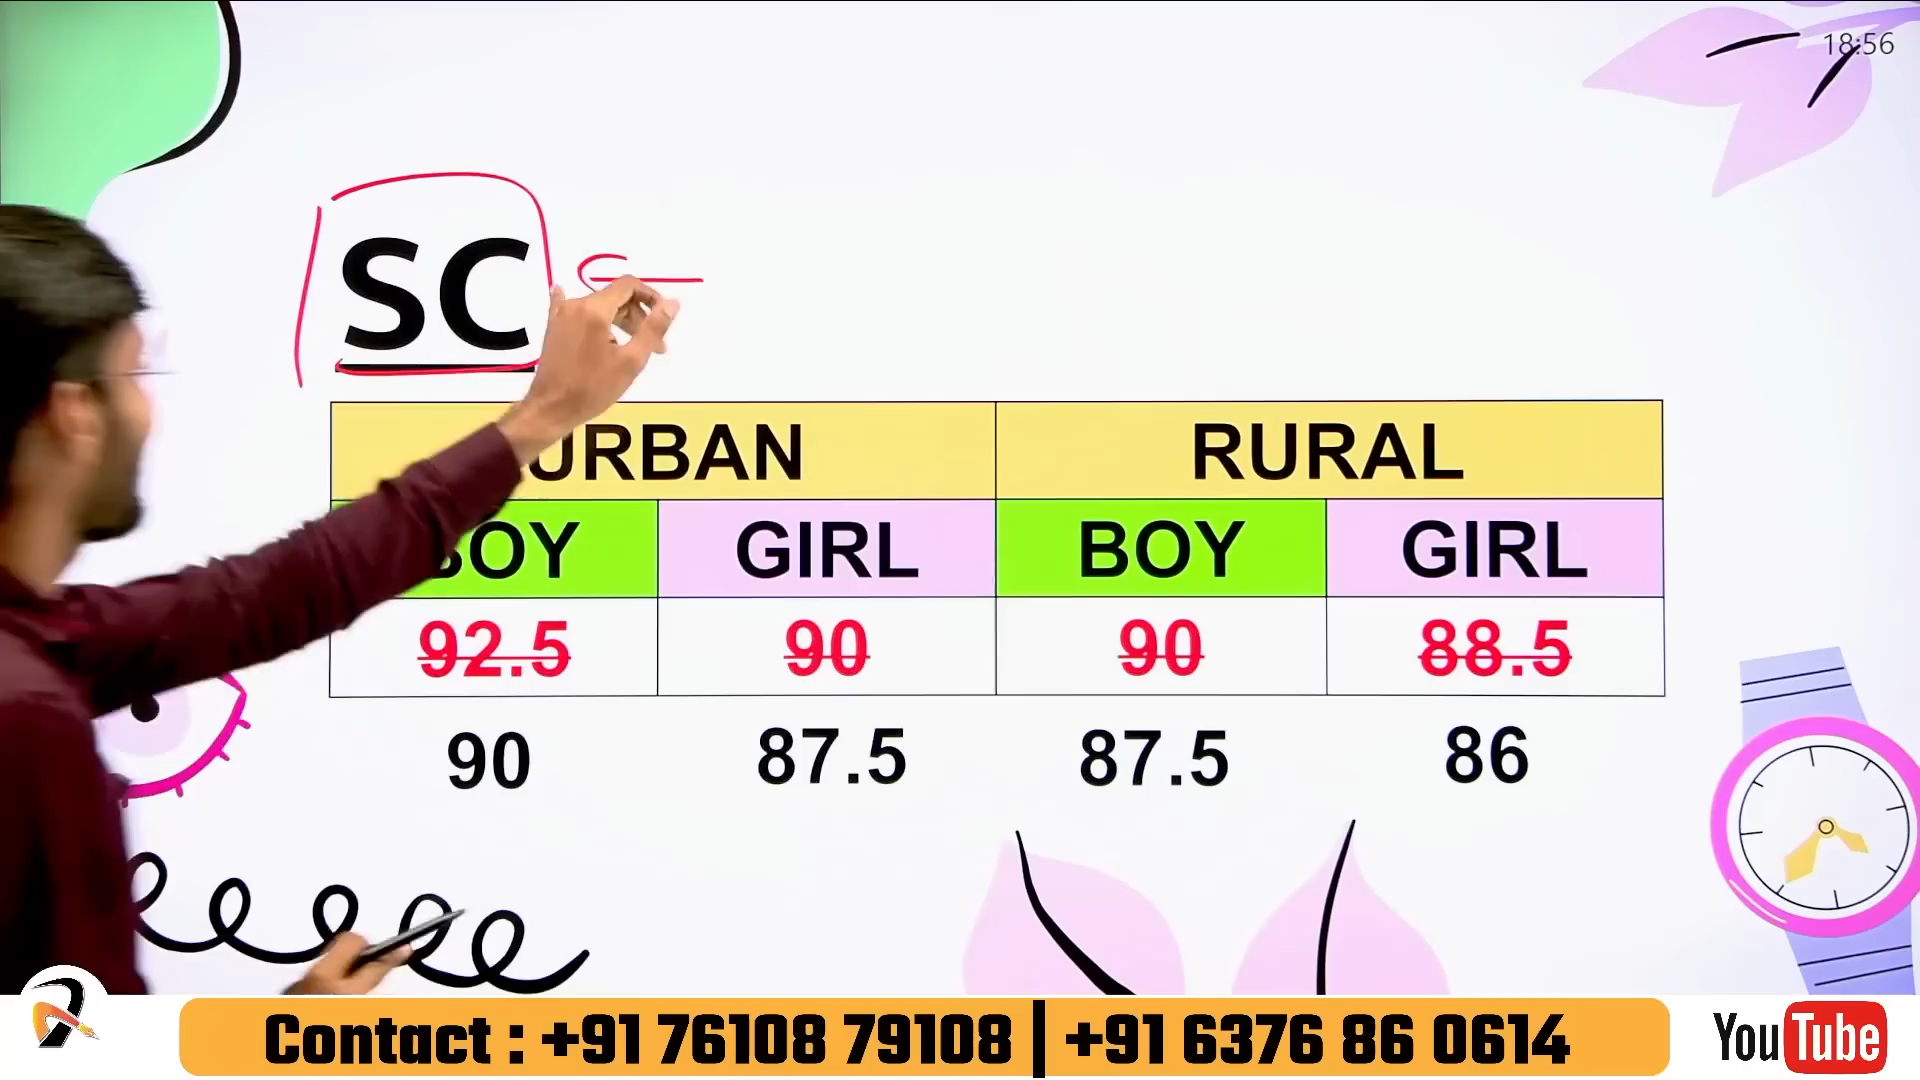 18:56
SC
URBAN RURAL
BOY GIRL BOY GIRL
92.5 90 90 88.5
90 87.5 87.5 86
Contact : +91 76108 79108 | +91 6376 86 0614
YouTube